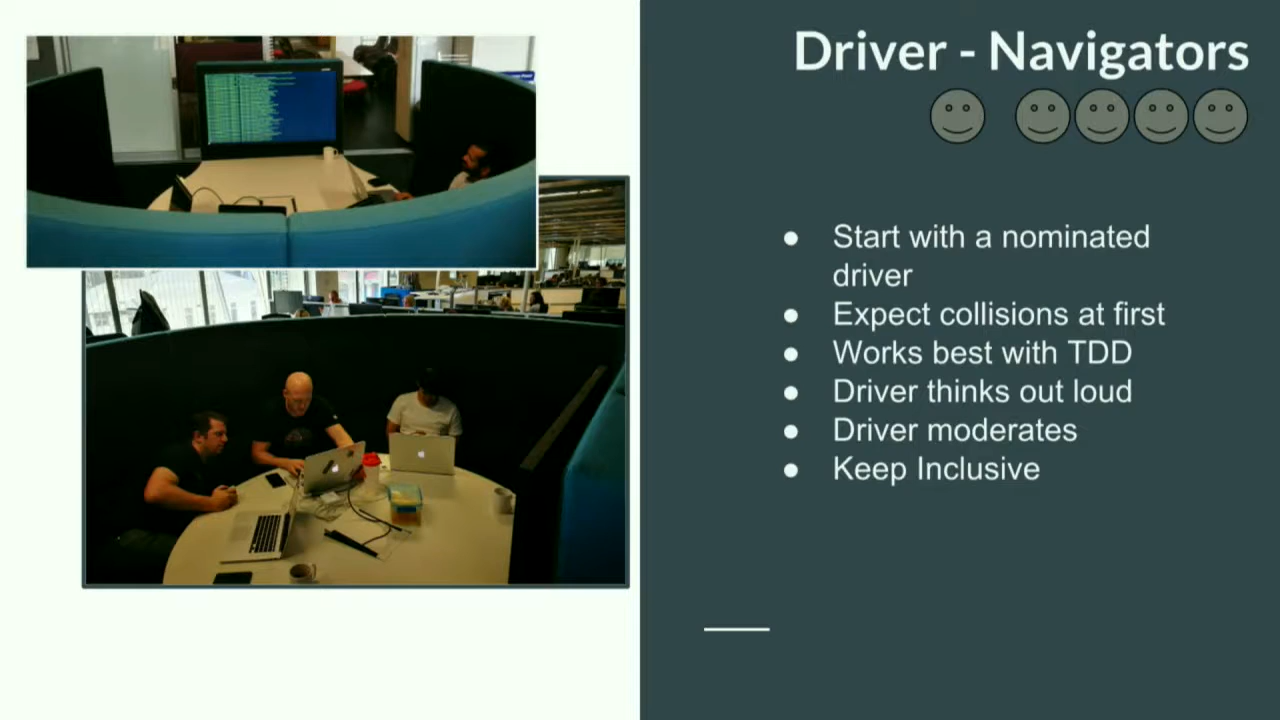 Driver - Navigators
● Start with a nominated
driver
● Expect collisions at first
● Works best with TDD
● Driver thinks out loud
● Driver moderates
● Keep Inclusive